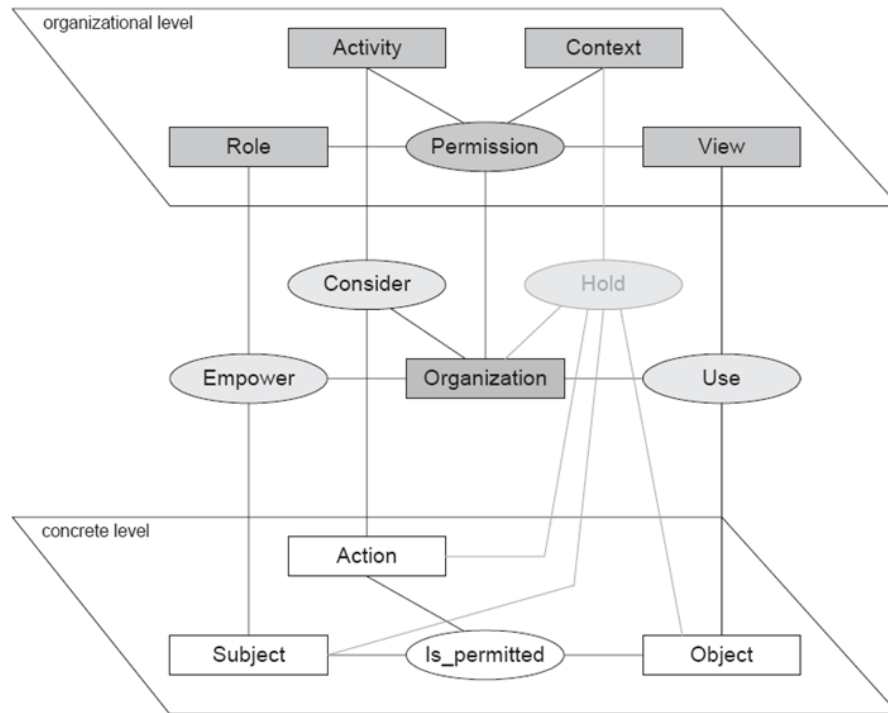 organizational level
Activity
Context
Role
Permission
View
Consider
Hold
Empower
Organization
Use
concrete level
Action
Subject
Is_permitted
Object